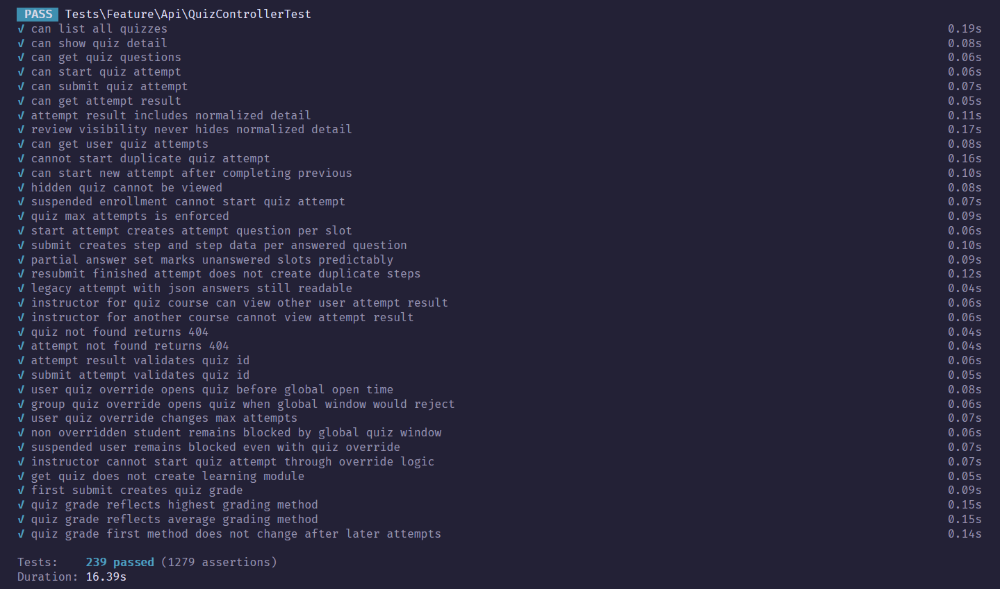 PASS Tests\Feature\Api\QuizControllerTest
✓ can list all quizzes 0.19s
✓ can show quiz detail 0.08s
✓ can get quiz questions 0.06s
✓ can start quiz attempt 0.06s
✓ can submit quiz attempt 0.07s
✓ can get attempt result 0.05s
✓ attempt result includes normalized detail 0.11s
✓ review visibility never hides normalized detail 0.17s
✓ can get user quiz attempts 0.08s
✓ cannot start duplicate quiz attempt 0.16s
✓ can start new attempt after completing previous 0.10s
✓ hidden quiz cannot be viewed 0.08s
✓ suspended enrollment cannot start quiz attempt 0.07s
✓ quiz max attempts is enforced 0.09s
✓ start attempt creates attempt question per slot 0.06s
✓ submit creates step and step data per answered question 0.10s
✓ partial answer set marks unanswered slots predictably 0.09s
✓ resubmit finished attempt does not create duplicate steps 0.12s
✓ legacy attempt with json answers still readable 0.04s
✓ instructor for quiz course can view other user attempt result 0.06s
✓ instructor for another course cannot view attempt result 0.06s
✓ quiz not found returns 404 0.04s
✓ attempt not found returns 404 0.04s
✓ attempt result validates quiz id 0.06s
✓ submit attempt validates quiz id 0.05s
✓ user quiz override opens quiz before global open time 0.08s
✓ group quiz override opens quiz when global window would reject 0.06s
✓ user quiz override changes max attempts 0.07s
✓ non overridden student remains blocked by global quiz window 0.06s
✓ suspended user remains blocked even with quiz override 0.07s
✓ instructor cannot start quiz attempt through override logic 0.07s
✓ get quiz does not create learning module 0.05s
✓ first submit creates quiz grade 0.09s
✓ quiz grade reflects highest grading method 0.15s
✓ quiz grade reflects average grading method 0.15s
✓ quiz grade first method does not change after later attempts 0.14s
Tests: 239 passed (1279 assertions)
Duration: 16.39s